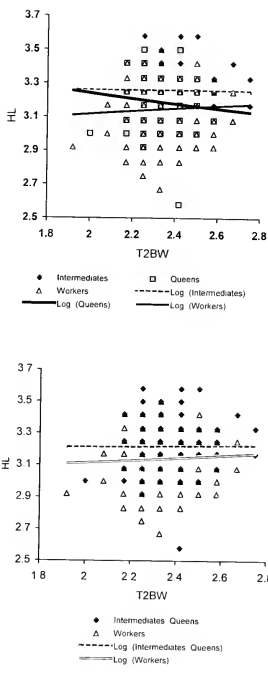 3.7
3.5
3.3
HL 3.1
2.9
2.7
2.5
1.8 2 2.2 2.4 2.6 2.8
T2BW
Intermediates Queens
Workers Log (Intermediates)
Log (Queens) Log (Workers)
3.7
3.5
3.3
HL 3.1
2.9
2.7
2.5
1.8 2 2.2 2.4 2.6 2.8
T2BW
Intermediates Queens
Workers
Log (Intermediates Queens)
Log (Workers)